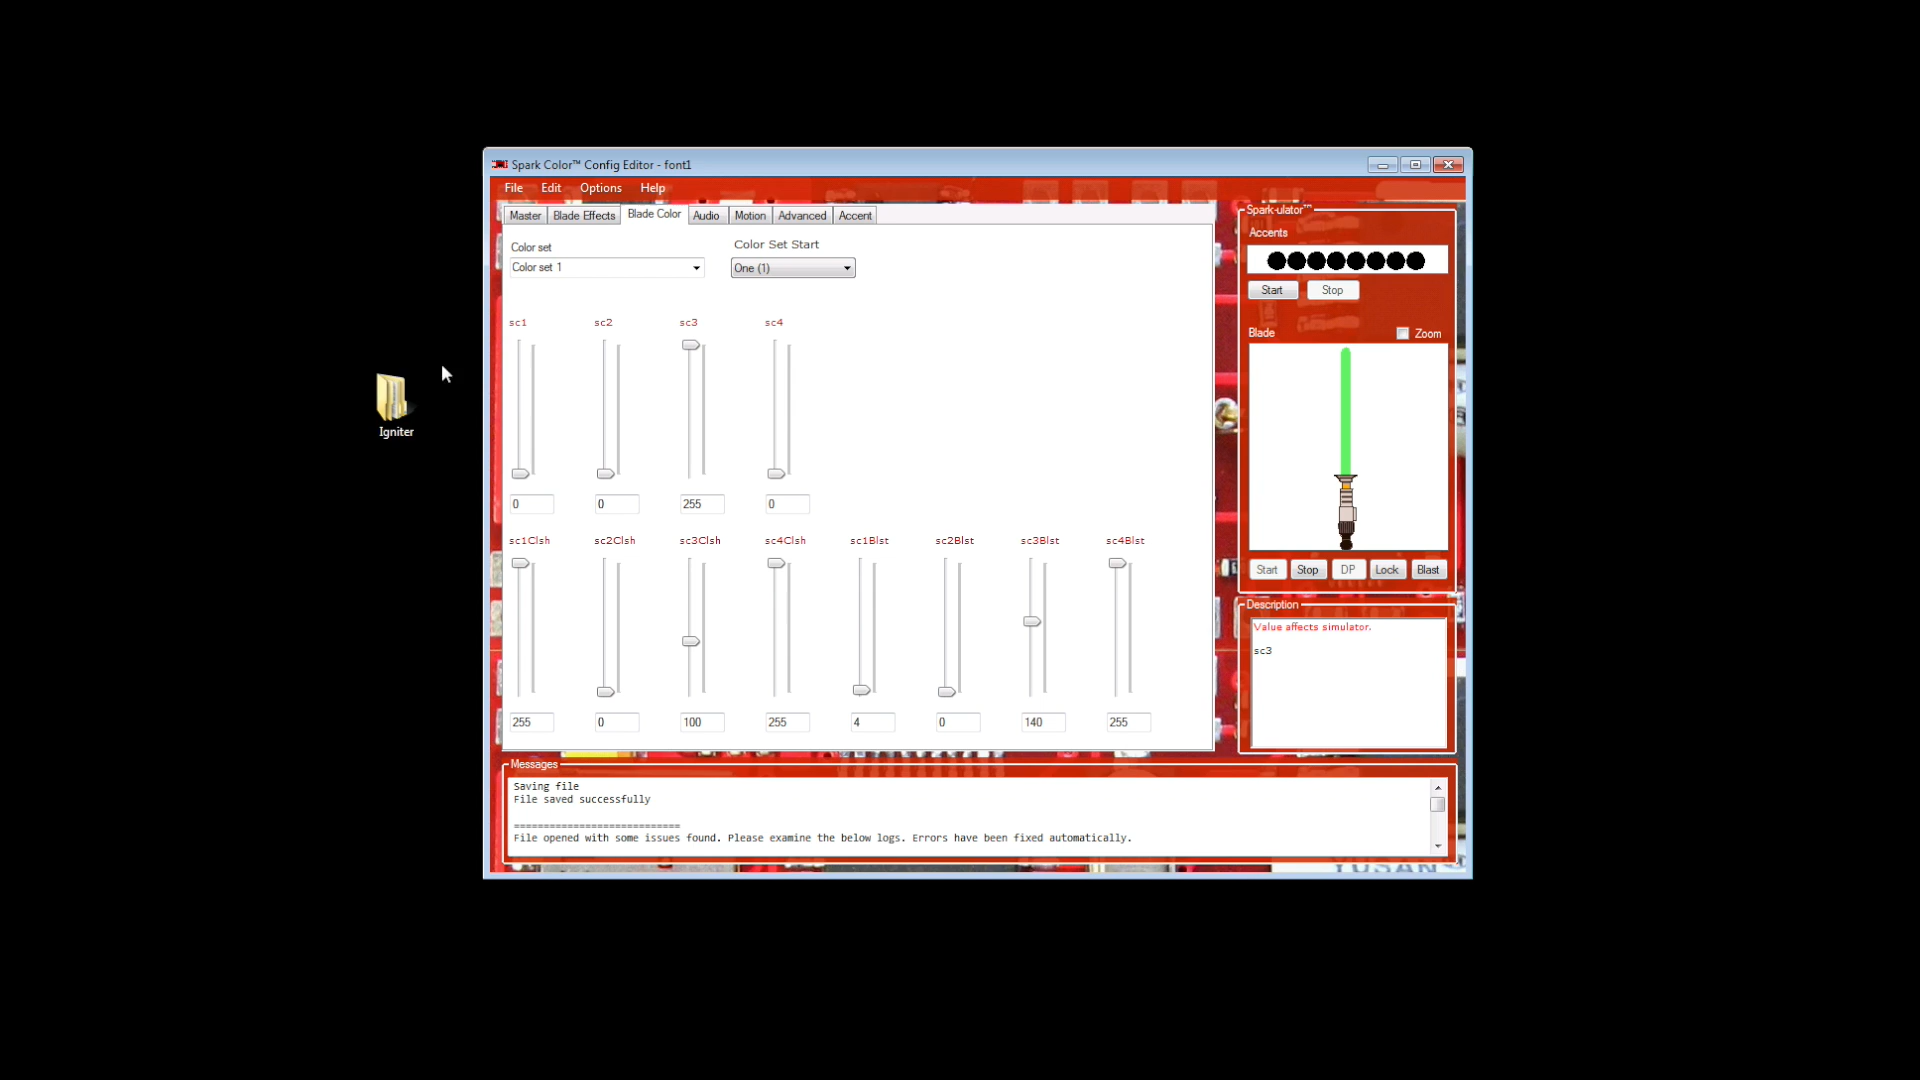 Spark Color™ Config Editor - font1
File Edit Options Help
Master Blade Effects Blade Color Audio Motion Advanced Accent
Color set
Color Set Start
Color set 1
One (1)
sc1 sc2 sc3 sc4
0 0 255 0
sc1Clsh sc2Clsh sc3Clsh sc4Clsh sc1Blst sc2Blst sc3Blst sc4Blst
255 0 100 255 4 0 140 255
Spark-ulator™
Accents
Start Stop
Blade
Zoom
Start Stop DP Lock Blast
Description
Value affects simulator.
sc3
Messages
Saving file
File saved successfully
============================
File opened with some issues found. Please examine the below logs. Errors have been fixed automatically.
Igniter